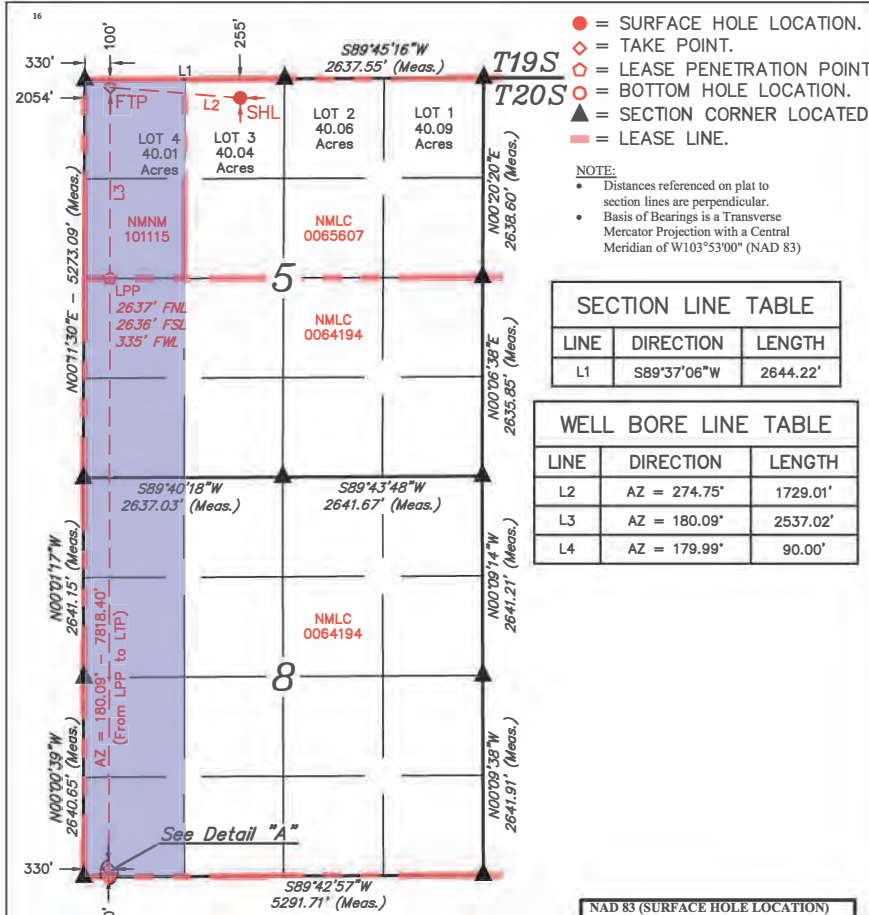 16
330'
100'
255'
L1
S89°45'16"W
2637.55' (Meas.)
T19S
T20S
2054'
FTP
L2
SHL
LOT 4
40.01
Acres
LOT 3
40.04
Acres
LOT 2
40.06
Acres
LOT 1
40.09
Acres
L3
NMNM
101115
NMLC
0065607
N00°20'20"E
2638.60' (Meas.)
N00°11'30"E - 5273.09' (Meas.)
5
LPP
2637' FNL
2636' FSL
335' FWL
NMLC
0064194
N00°06'38"E
2635.85' (Meas.)
S89°40'18"W
2637.03' (Meas.)
S89°43'48"W
2641.67' (Meas.)
N00°01'17"W
2641.15' (Meas.)
N00°09'14"W
2641.21' (Meas.)
NMLC
0064194
AZ = 180.09° - 7818.40'
(From LPP to LTP)
8
N00°00'39"W
2640.65' (Meas.)
N00°09'38"W
2641.91' (Meas.)
See Detail "A"
330'
S89°42'57"W
5291.71' (Meas.)
= SURFACE HOLE LOCATION.
= TAKE POINT.
= LEASE PENETRATION POINT
= BOTTOM HOLE LOCATION.
= SECTION CORNER LOCATED
= LEASE LINE.
NOTE:
• Distances referenced on plat to
section lines are perpendicular.
• Basis of Bearings is a Transverse
Mercator Projection with a Central
Meridian of W103°53'00" (NAD 83)
SECTION LINE TABLE
LINE DIRECTION LENGTH
L1 S89°37'06"W 2644.22'
WELL BORE LINE TABLE
LINE DIRECTION LENGTH
L2 AZ = 274.75° 1729.01'
L3 AZ = 180.09° 2537.02'
L4 AZ = 179.99° 90.00'
NAD 83 (SURFACE HOLE LOCATION)